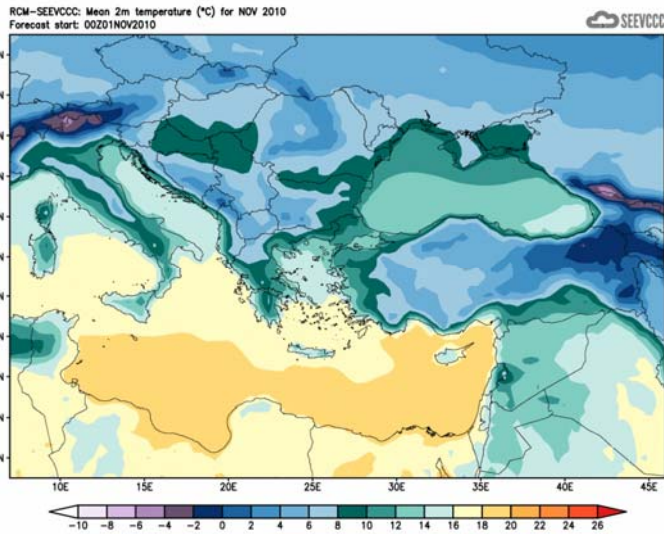 RCM-SEEVCCC: Mean 2m temperature (°C) for NOV 2010
Forecast start: 00Z01NOV2010
SEEVCCC
N
N
N
N
N
N
N
N
N
N
N
10E 15E 20E 25E 30E 35E 40E 45E
-10 -8 -6 -4 -2 0 2 4 6 8 10 12 14 16 18 20 22 24 26